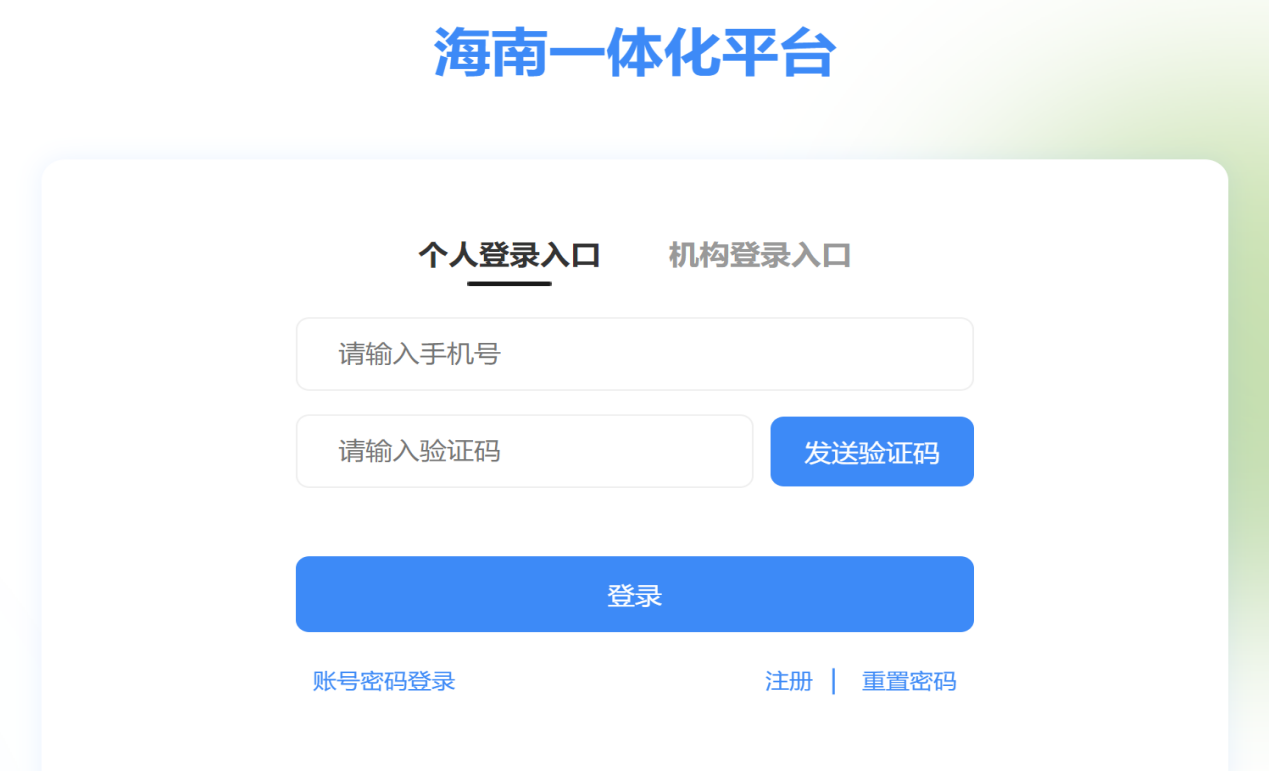 海南一体化平台
个人登录入口 机构登录入口
请输入手机号
请输入验证码 发送验证码
登录
账号密码登录 注册 | 重置密码